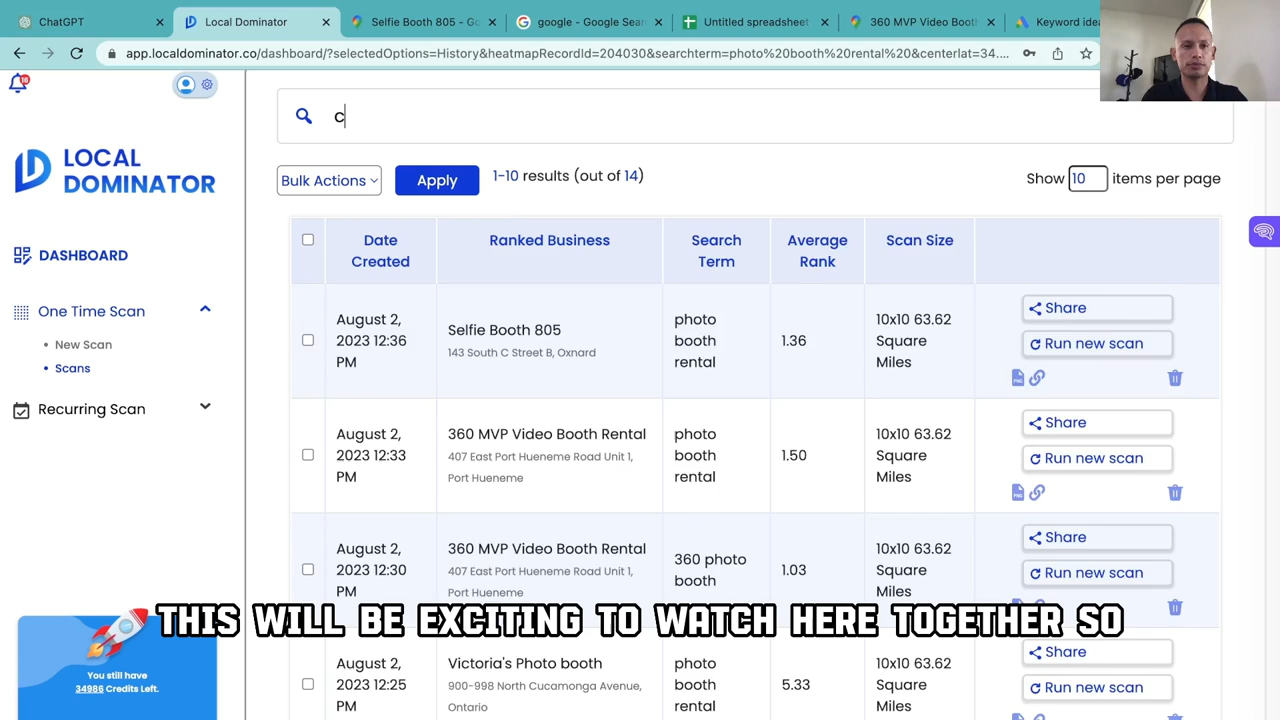 ChatGPT
Local Dominator
Selfie Booth 805 - Go
google - Google Sear
Untitled spreadsheet
360 MVP Video Booth
Keyword idea
app.localdominator.co/dashboard/?selectedOptions=History&heatmapRecordId=204030&searchterm=photo%20booth%20rental%20&centerlat=34....
LOCAL
DOMINATOR
DASHBOARD
One Time Scan
New Scan
Scans
Recurring Scan
You still have
34986 Credits Left.
c
Bulk Actions
Apply
1-10 results (out of 14)
Show 10 items per page
Date Created
Ranked Business
Search Term
Average Rank
Scan Size
August 2,
2023 12:36
PM
Selfie Booth 805
143 South C Street B, Oxnard
photo
booth
rental
1.36
10x10 63.62
Square
Miles
Share
Run new scan
August 2,
2023 12:33
PM
360 MVP Video Booth Rental
407 East Port Hueneme Road Unit 1,
Port Hueneme
photo
booth
rental
1.50
10x10 63.62
Square
Miles
Share
Run new scan
August 2,
2023 12:30
PM
360 MVP Video Booth Rental
407 East Port Hueneme Road Unit 1,
Port Hueneme
360 photo
booth
1.03
10x10 63.62
Square
Miles
Share
Run new scan
THIS WILL BE EXCITING TO WATCH HERE TOGETHER SO
August 2,
2023 12:25
PM
Victoria's Photo booth
900-998 North Cucamonga Avenue,
Ontario
photo
booth
rental
5.33
10x10 63.62
Square
Miles
Share
Run new scan